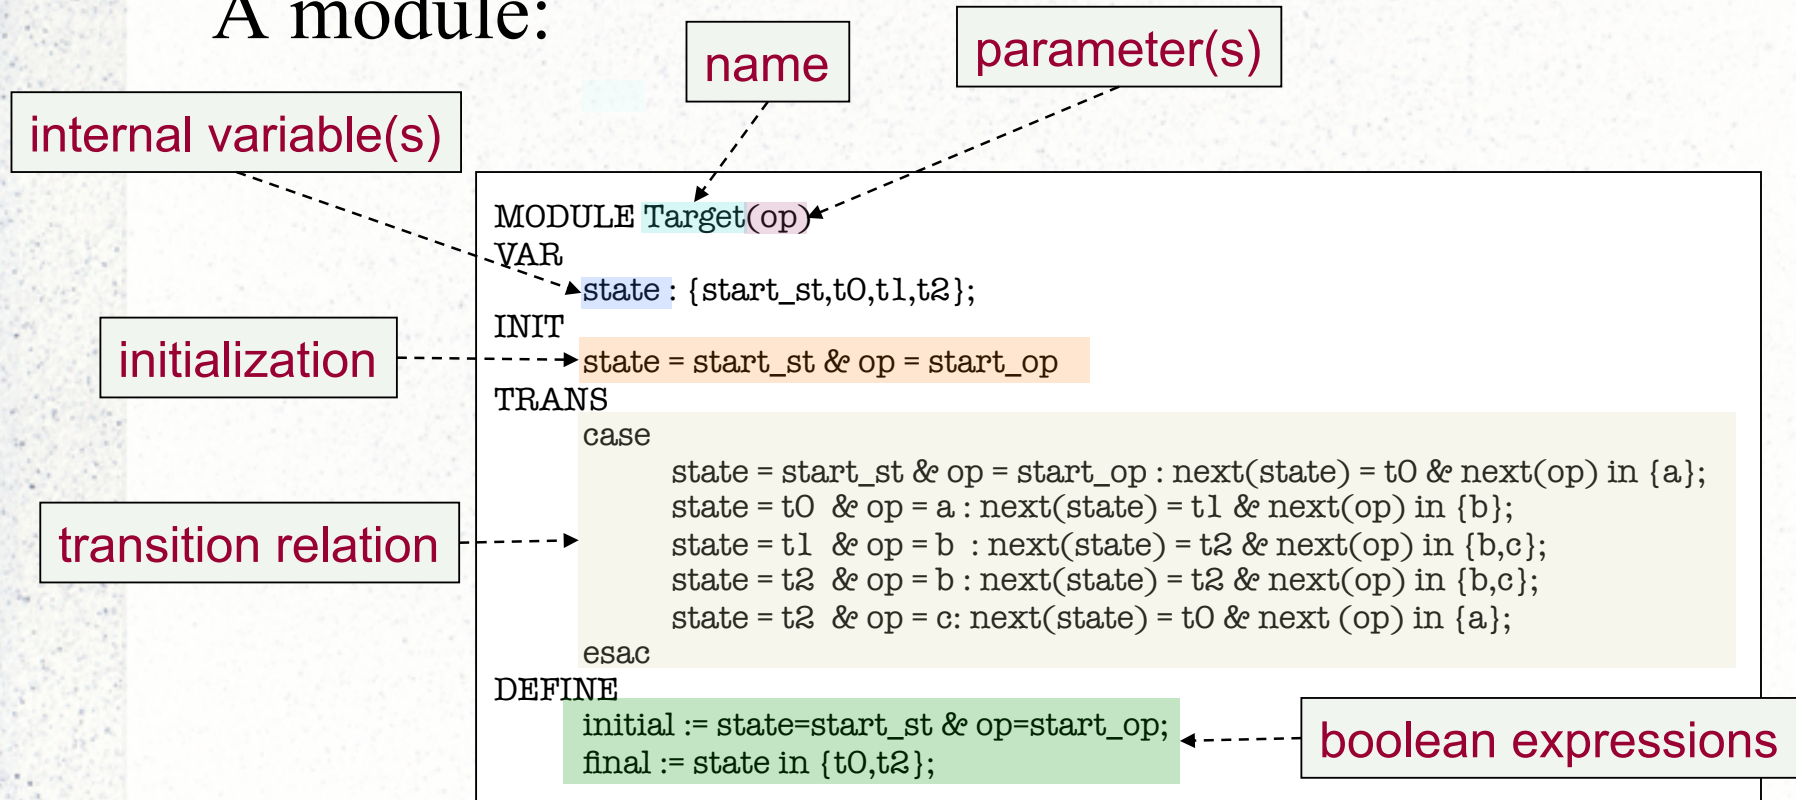 A module:
name
parameter(s)
internal variable(s)
MODULE Target(op)
VAR
state : {start_st,t0,t1,t2};
INIT
initialization
state = start_st & op = start_op
TRANS
case
state = start_st & op = start_op : next(state) = t0 & next(op) in {a};
state = t0 & op = a : next(state) = t1 & next(op) in {b};
transition relation
state = t1 & op = b : next(state) = t2 & next(op) in {b,c};
state = t2 & op = b : next(state) = t2 & next(op) in {b,c};
state = t2 & op = c: next(state) = t0 & next (op) in {a};
esac
DEFINE
initial := state=start_st & op=start_op;
boolean expressions
final := state in {t0,t2};